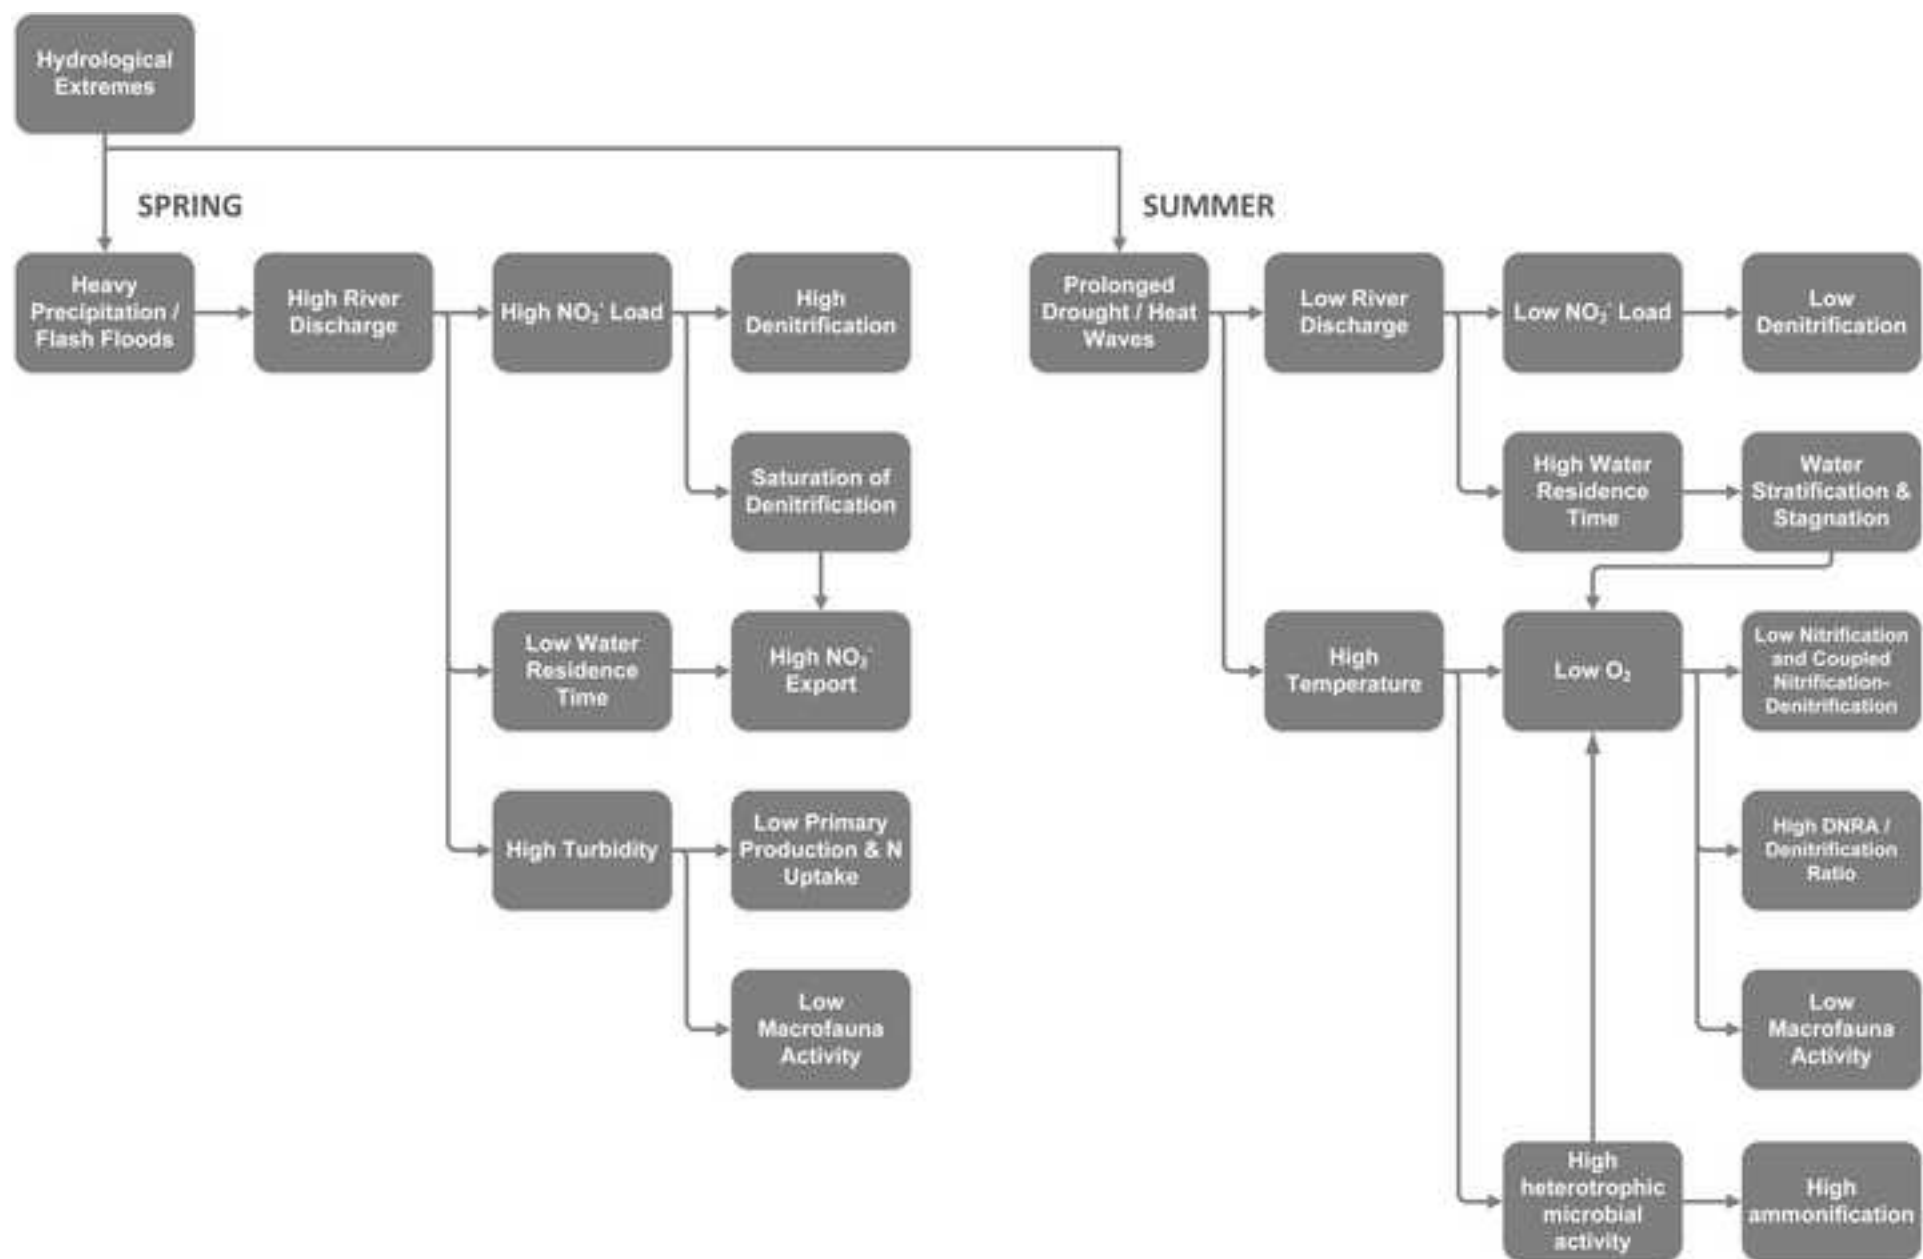 Hydrological
Extremes
SPRING
SUMMER
Heavy
Precipitation /
Flash Floods
High River
Discharge
High NO₃⁻ Load
High
Denitrification
Prolonged
Drought / Heat
Waves
Low River
Discharge
Low NO₃⁻ Load
Low
Denitrification
Saturation of
Denitrification
High Water
Residence
Time
Water
Stratification &
Stagnation
Low Water
Residence
Time
High NO₃⁻
Export
High
Temperature
Low O₂
Low Nitrification
and Coupled
Nitrification-
Denitrification
High Turbidity
Low Primary
Production & N
Uptake
High DNRA /
Denitrification
Ratio
Low
Macrofauna
Activity
Low
Macrofauna
Activity
High
heterotrophic
microbial
activity
High
ammonification